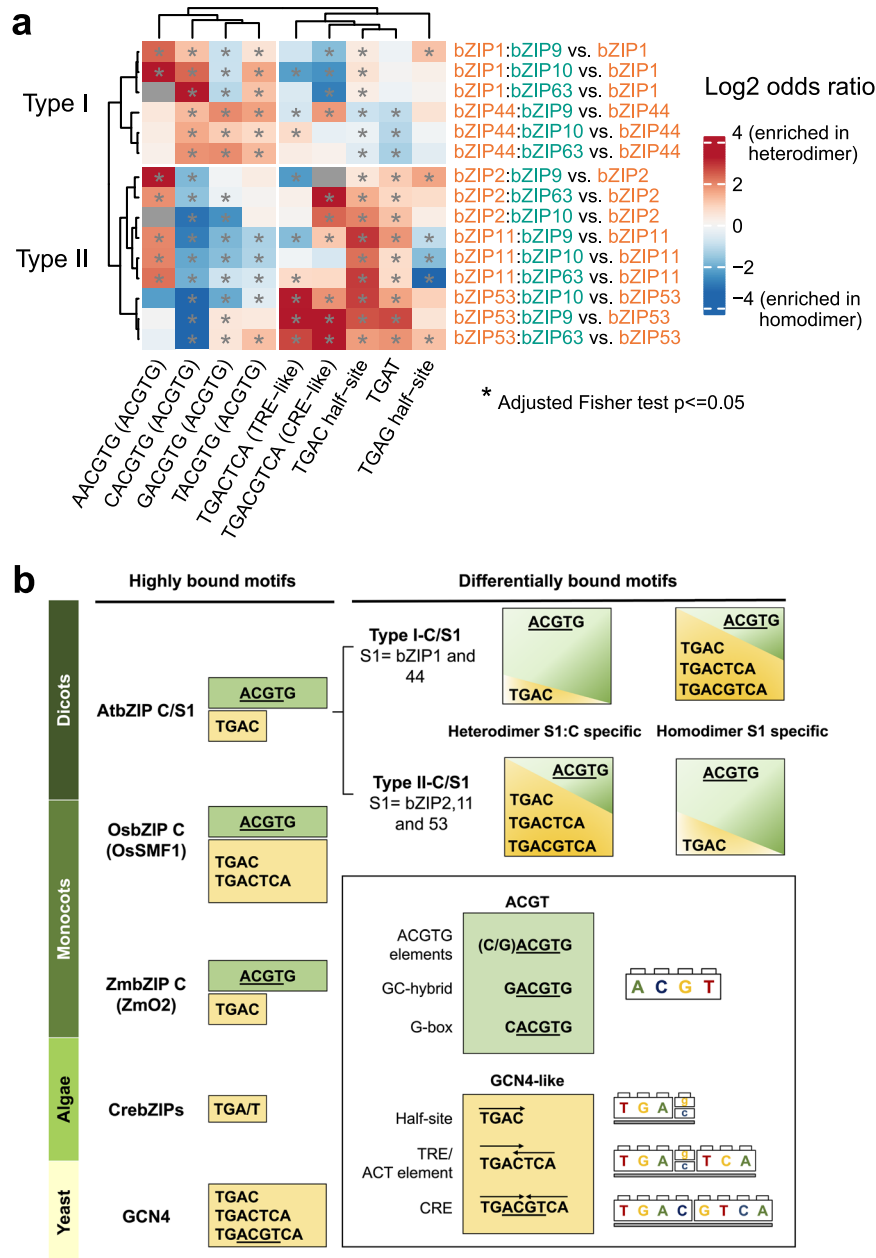 a
bZIP1:bZIP9 vs. bZIP1
bZIP1:bZIP10 vs. bZIP1
bZIP1:bZIP63 vs. bZIP1
bZIP44:bZIP9 vs. bZIP44
bZIP44:bZIP10 vs. bZIP44
bZIP44:bZIP63 vs. bZIP44
bZIP2:bZIP9 vs. bZIP2
bZIP2:bZIP63 vs. bZIP2
bZIP2:bZIP10 vs. bZIP2
bZIP11:bZIP9 vs. bZIP11
bZIP11:bZIP10 vs. bZIP11
bZIP11:bZIP63 vs. bZIP11
bZIP53:bZIP10 vs. bZIP53
bZIP53:bZIP9 vs. bZIP53
bZIP53:bZIP63 vs. bZIP53
Type I
Type II
Log2 odds ratio
4 (enriched in
heterodimer)
2
0
−2
−4 (enriched in
homodimer)
* Adjusted Fisher test p<=0.05
AACGTG (ACGTG)
CACGTG (ACGTG)
GACGTG (ACGTG)
TACGTG (ACGTG)
TGACTCA (TRE−like)
TGACGTCA (CRE−like)
TGAC half−site
TGAT
TGAG half−site
b
Highly bound motifs
Differentially bound motifs
Dicots
Monocots
Algae
Yeast
AtbZIP C/S1
ACGTG
TGAC
Type I-C/S1
S1= bZIP1 and
44
ACGTG
TGAC
ACGTG
TGAC
TGACTCA
TGACGTCA
Heterodimer S1:C specific
Homodimer S1 specific
Type II-C/S1
S1= bZIP2,11
and 53
ACGTG
TGAC
TGACTCA
TGACGTCA
ACGTG
TGAC
OsbZIP C
(OsSMF1)
ACGTG
TGAC
TGACTCA
ZmbZIP C
(ZmO2)
ACGTG
TGAC
CrebZIPs
TGA/T
GCN4
TGAC
TGACTCA
TGACGTCA
ACGT
ACGTG
elements
(C/G)ACGTG
GC-hybrid
GACGTG
G-box
CACGTG
A C G T
GCN4-like
Half-site
TGAC
T G A g
c
TRE/
ACT element
TGACTCA
T G A g T C A
c
CRE
TGACGTCA
T G A C G T C A